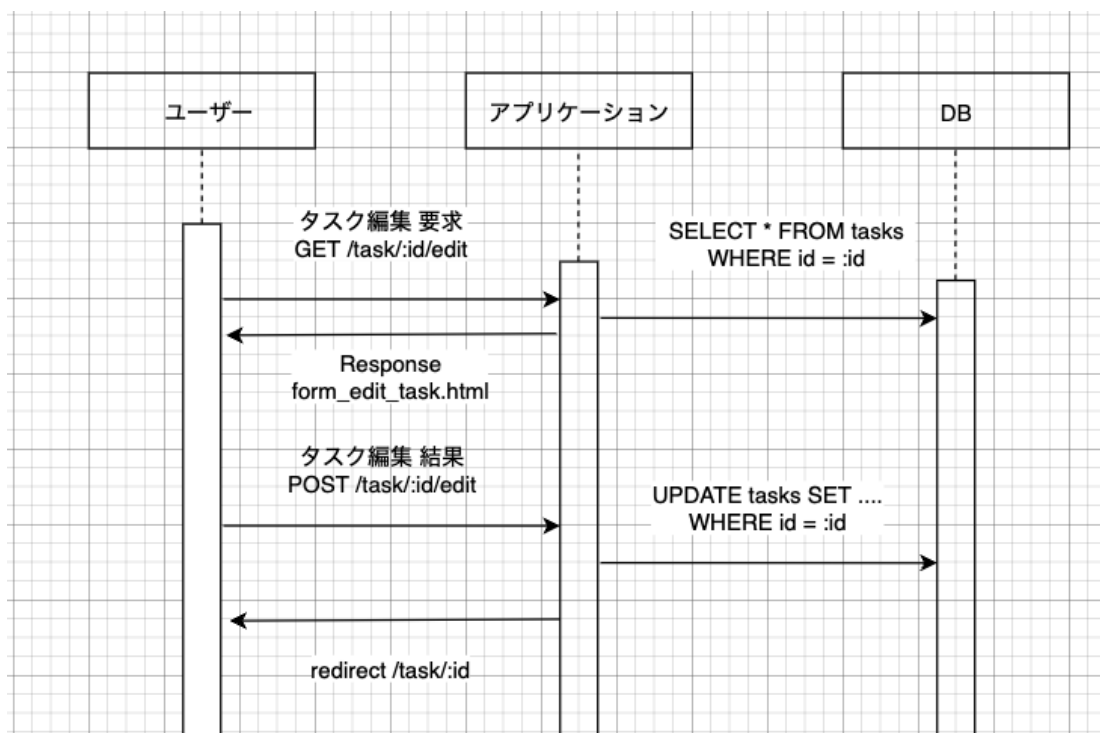 ユーザー
アプリケーション
DB
タスク編集 要求
GET /task/:id/edit
SELECT * FROM tasks
WHERE id = :id
Response
form_edit_task.html
タスク編集 結果
POST /task/:id/edit
UPDATE tasks SET ....
WHERE id = :id
redirect /task/:id